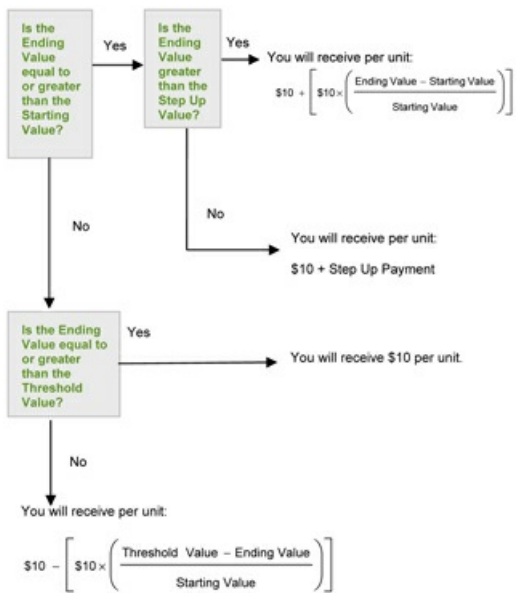 Is the
Ending
Value
equal to
or greater
than the
Starting
Value?
Yes
Is the
Ending
Value
greater
than the
Step Up
Value?
Yes
You will receive per unit:
$10 + [ $10 × ( Ending Value – Starting Value
Starting Value ) ]
No
No
You will receive per unit:
$10 + Step Up Payment
Is the Ending
Value equal to
or greater
than the
Threshold
Value?
Yes
You will receive $10 per unit.
No
You will receive per unit:
$10 – [ $10 × ( Threshold Value – Ending Value
Starting Value ) ]